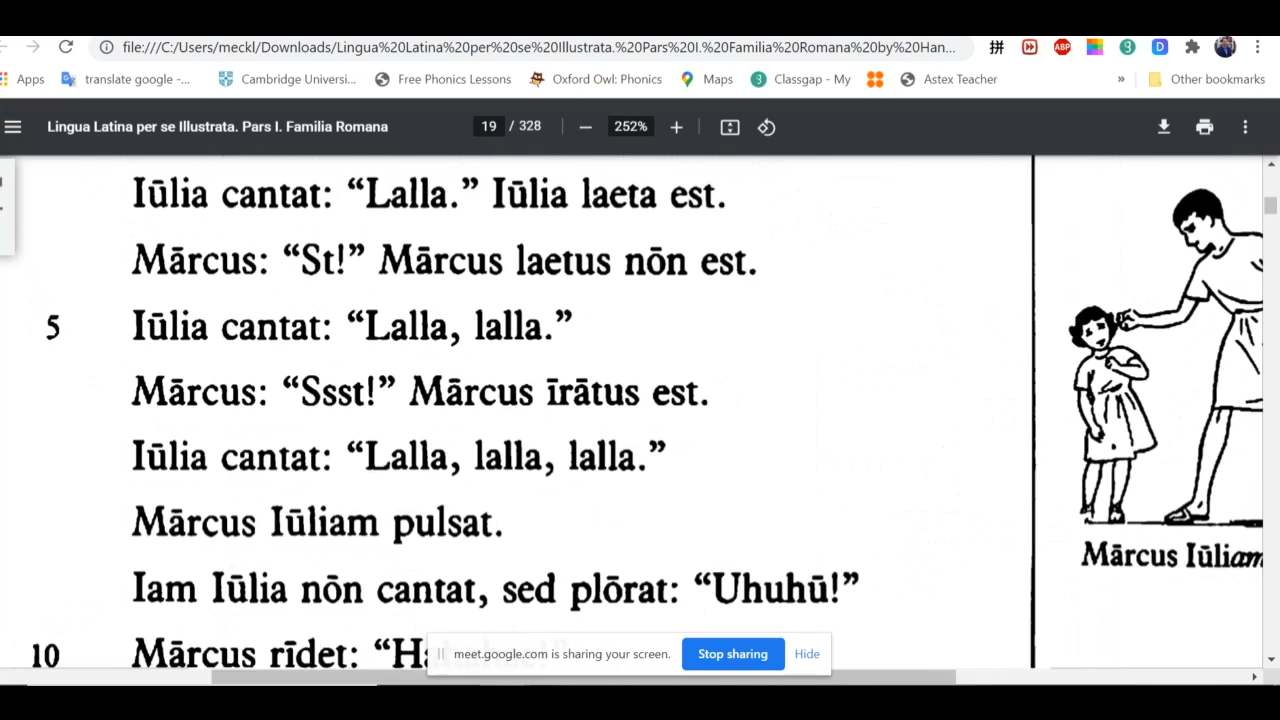 file:///C:/Users/meckl/Downloads/Lingua%20Latina%20per%20se%20Illustrata.%20Pars%20I.%20Familia%20Romana%20by%20Han...
Apps translate google -... Cambridge Universi... Free Phonics Lessons Oxford Owl: Phonics Maps Classgap - My Astex Teacher » Other bookmarks
Lingua Latina per se Illustrata. Pars I. Familia Romana 19 / 328 252%
Iūlia cantat: “Lalla.” Iūlia laeta est.
Mārcus: “St!” Mārcus laetus nōn est.
5 Iūlia cantat: “Lalla, lalla.”
Mārcus: “Ssst!” Mārcus īrātus est.
Iūlia cantat: “Lalla, lalla, lalla.”
Mārcus Iūliam pulsat.
Iam Iūlia nōn cantat, sed plōrat: “Uhuhū!”
10 Mārcus rīdet:
Mārcus Iūliam
meet.google.com is sharing your screen. Stop sharing Hide